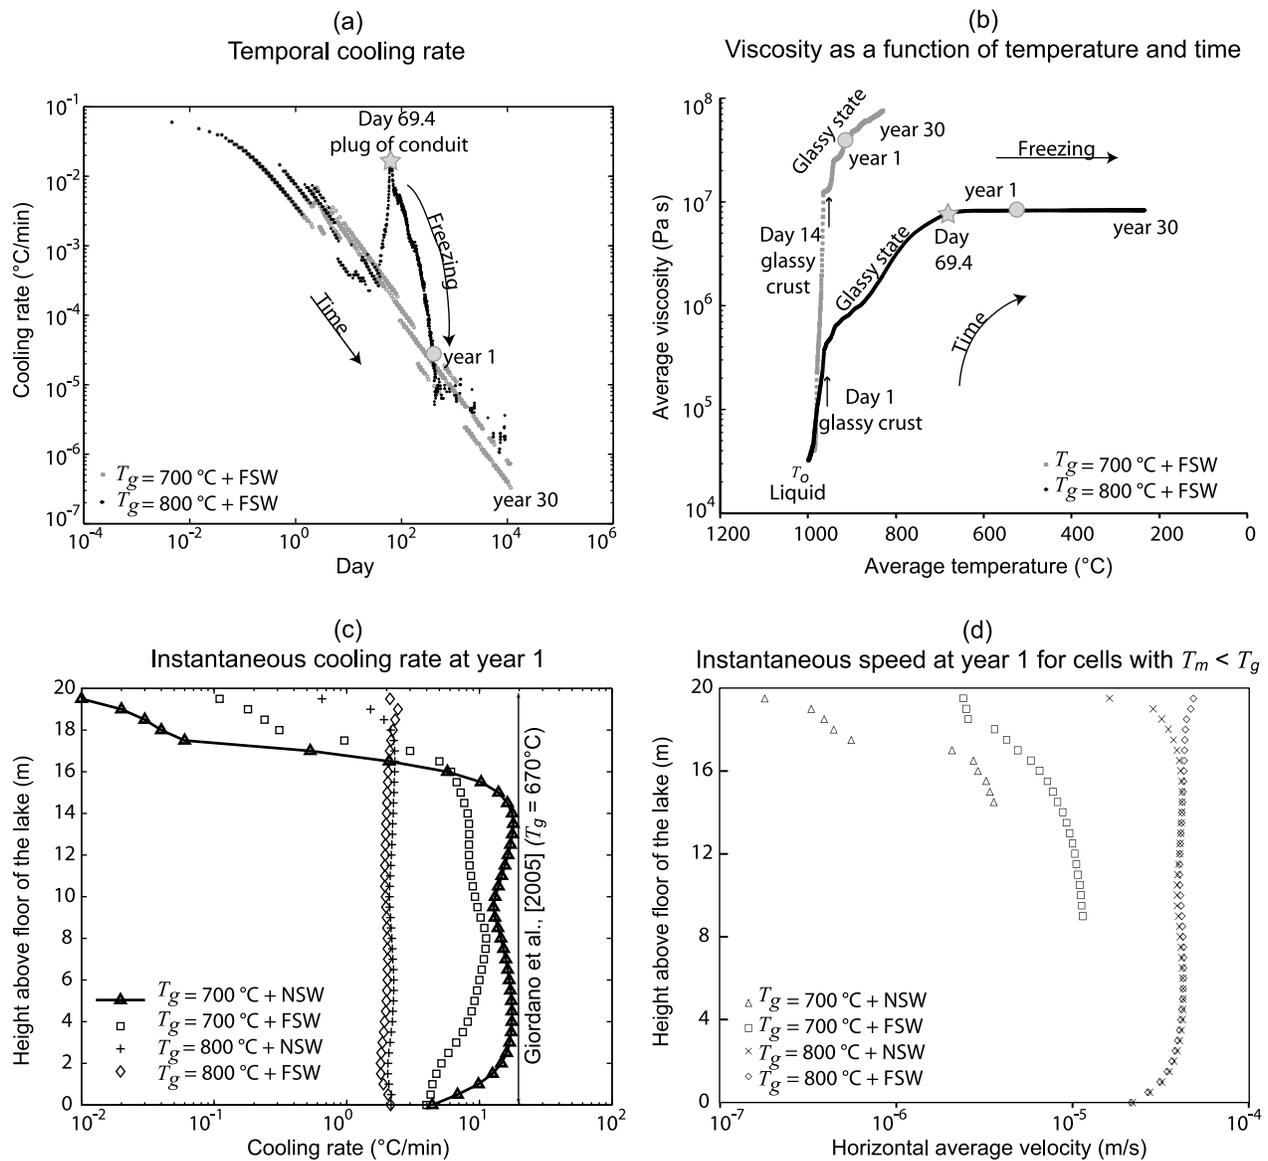 (a)
Temporal cooling rate
10^-1
10^-2
10^-3
10^-4
10^-5
10^-6
10^-7
Cooling rate (°C/min)
Day 69.4
plug of conduit
Freezing
Time
year 1
year 30
Tg = 700 °C + FSW
Tg = 800 °C + FSW
10^-4 10^-2 10^0 10^2 10^4 10^6
Day
(b)
Viscosity as a function of temperature and time
10^8
10^7
10^6
10^5
10^4
Average viscosity (Pa s)
Glassy state
year 30
year 1
Freezing
year 1
Day 14
glassy
crust
Glassy state
Day
69.4
year 30
Time
Day 1
glassy crust
To
Liquid
Tg = 700 °C + FSW
Tg = 800 °C + FSW
1200 1000 800 600 400 200 0
Average temperature (°C)
(c)
Instantaneous cooling rate at year 1
20
18
16
14
12
10
8
6
4
2
0
Height above floor of the lake (m)
Giordano et al., [2005] (Tg = 670°C)
Tg = 700 °C + NSW
Tg = 700 °C + FSW
Tg = 800 °C + NSW
Tg = 800 °C + FSW
10^-2 10^-1 10^0 10^1 10^2
Cooling rate (°C/min)
(d)
Instantaneous speed at year 1 for cells with Tm < Tg
20
16
12
8
4
0
Height above floor of the lake (m)
Tg = 700 °C + NSW
Tg = 700 °C + FSW
Tg = 800 °C + NSW
Tg = 800 °C + FSW
10^-7 10^-6 10^-5 10^-4
Horizontal average velocity (m/s)